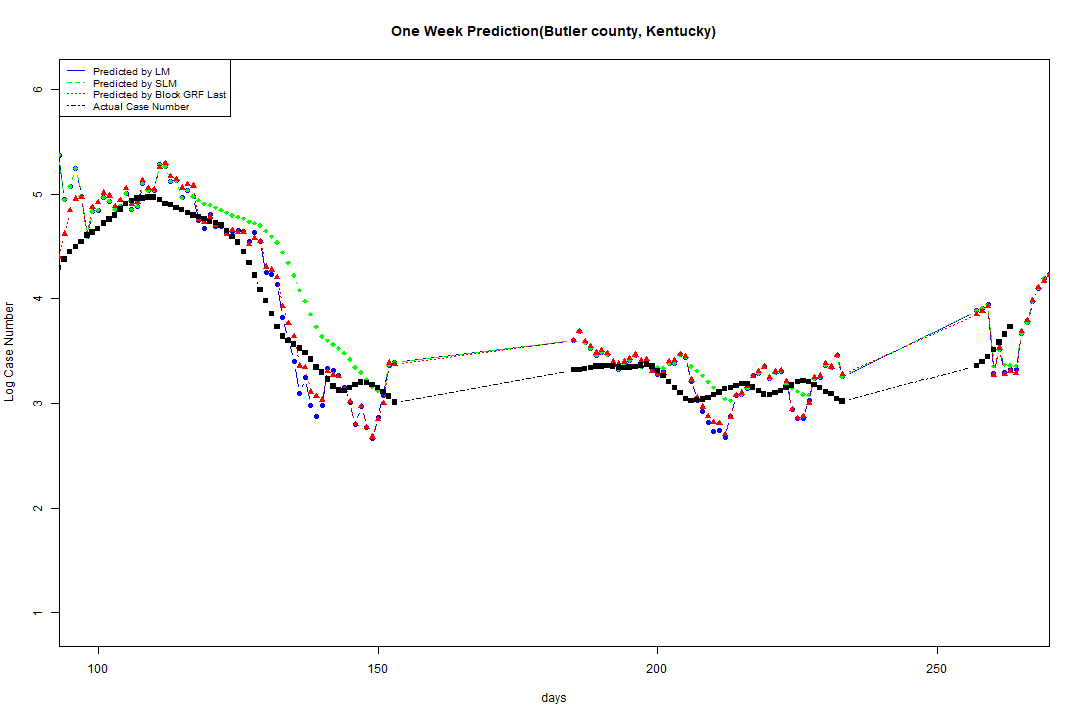 One Week Prediction(Butler county, Kentucky)
Predicted by LM
Predicted by SLM
Predicted by Block GRF Last
Actual Case Number
6
5
4
3
2
1
Log Case Number
100 150 200 250
days